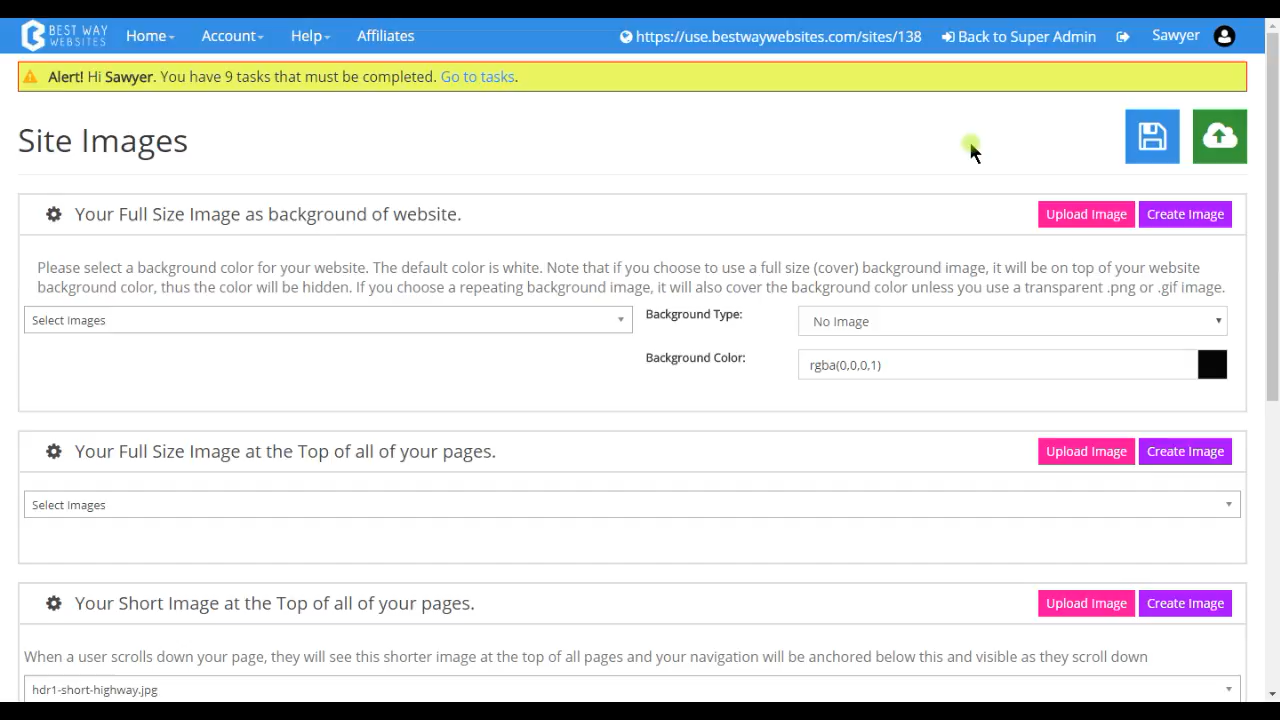 BEST WAY
WEBSITES
Home
Account
Help
Affiliates
https://use.bestwaywebsites.com/sites/138
Back to Super Admin
Sawyer
Alert! Hi Sawyer. You have 9 tasks that must be completed. Go to tasks.
Site Images
Your Full Size Image as background of website.
Upload Image
Create Image
Please select a background color for your website. The default color is white. Note that if you choose to use a full size (cover) background image, it will be on top of your website
background color, thus the color will be hidden. If you choose a repeating background image, it will also cover the background color unless you use a transparent .png or .gif image.
Select Images
Background Type:
No Image
Background Color:
rgba(0,0,0,1)
Your Full Size Image at the Top of all of your pages.
Upload Image
Create Image
Select Images
Your Short Image at the Top of all of your pages.
Upload Image
Create Image
When a user scrolls down your page, they will see this shorter image at the top of all pages and your navigation will be anchored below this and visible as they scroll down
hdr1-short-highway.jpg